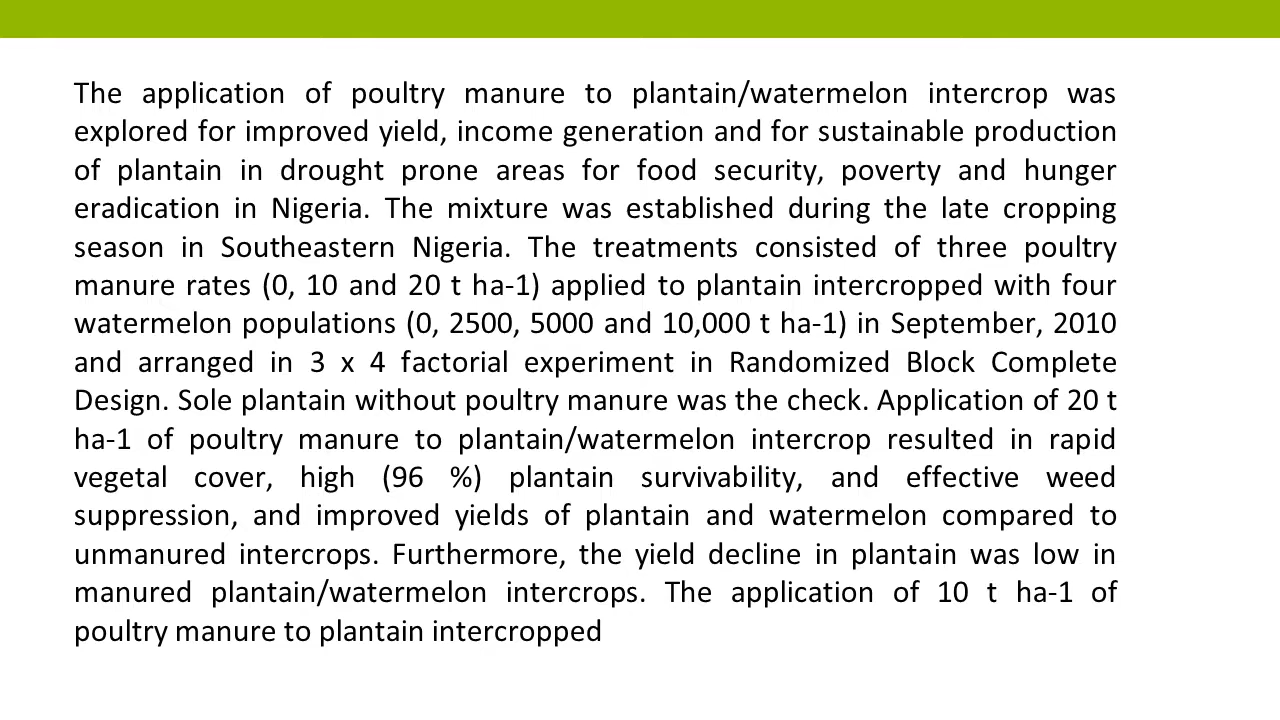 The application of poultry manure to plantain/watermelon intercrop was
explored for improved yield, income generation and for sustainable production
of plantain in drought prone areas for food security, poverty and hunger
eradication in Nigeria. The mixture was established during the late cropping
season in Southeastern Nigeria. The treatments consisted of three poultry
manure rates (0, 10 and 20 t ha-1) applied to plantain intercropped with four
watermelon populations (0, 2500, 5000 and 10,000 t ha-1) in September, 2010
and arranged in 3 x 4 factorial experiment in Randomized Block Complete
Design. Sole plantain without poultry manure was the check. Application of 20 t
ha-1 of poultry manure to plantain/watermelon intercrop resulted in rapid
vegetal cover, high (96 %) plantain survivability, and effective weed
suppression, and improved yields of plantain and watermelon compared to
unmanured intercrops. Furthermore, the yield decline in plantain was low in
manured plantain/watermelon intercrops. The application of 10 t ha-1 of
poultry manure to plantain intercropped